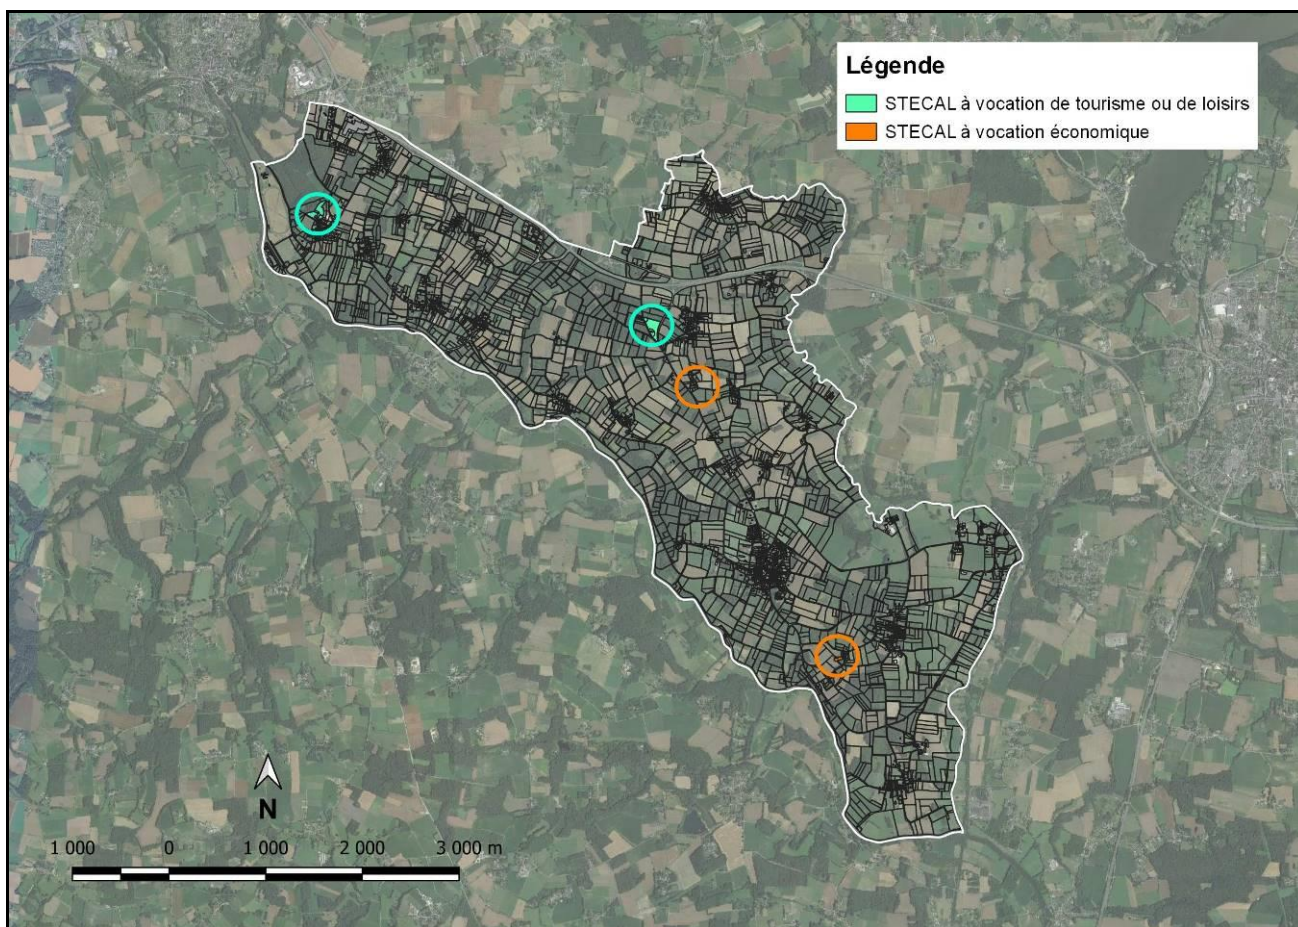 Légende
STECAL à vocation de tourisme ou de loisirs
STECAL à vocation économique
N
1 000 0 1 000 2 000 3 000 m